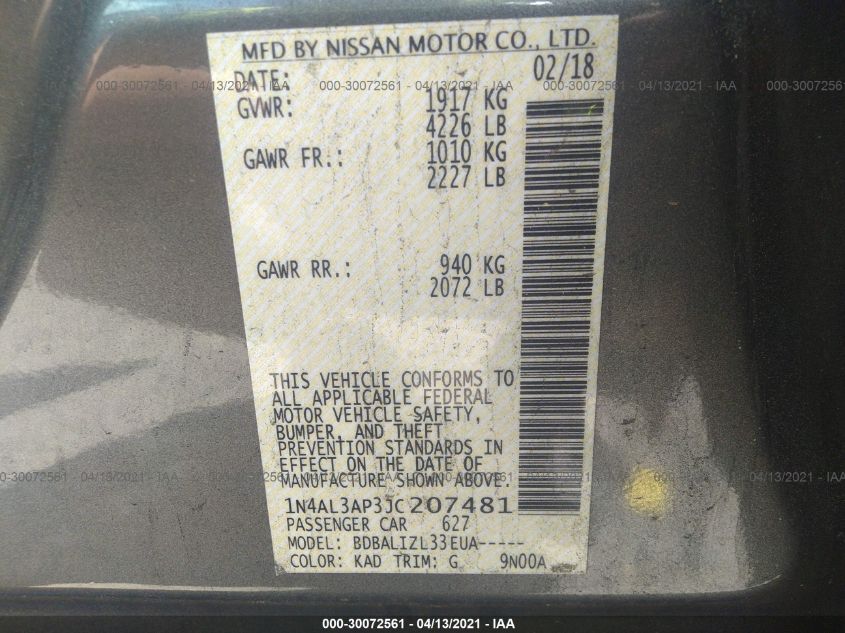 MFD BY NISSAN MOTOR CO., LTD.
DATE: 02/18
GVWR: 1917 KG
4226 LB
GAWR FR.: 1010 KG
2227 LB
GAWR RR.: 940 KG
2072 LB
THIS VEHICLE CONFORMS TO
ALL APPLICABLE FEDERAL
MOTOR VEHICLE SAFETY,
BUMPER, AND THEFT
PREVENTION STANDARDS IN
EFFECT ON THE DATE OF
MANUFACTURE SHOWN ABOVE.
1N4AL3AP3JC207481
PASSENGER CAR 627
MODEL: BDBALIZL33EUA-----
COLOR: KAD TRIM: G 9N00A
000-30072561 - 04/13/2021 - IAA